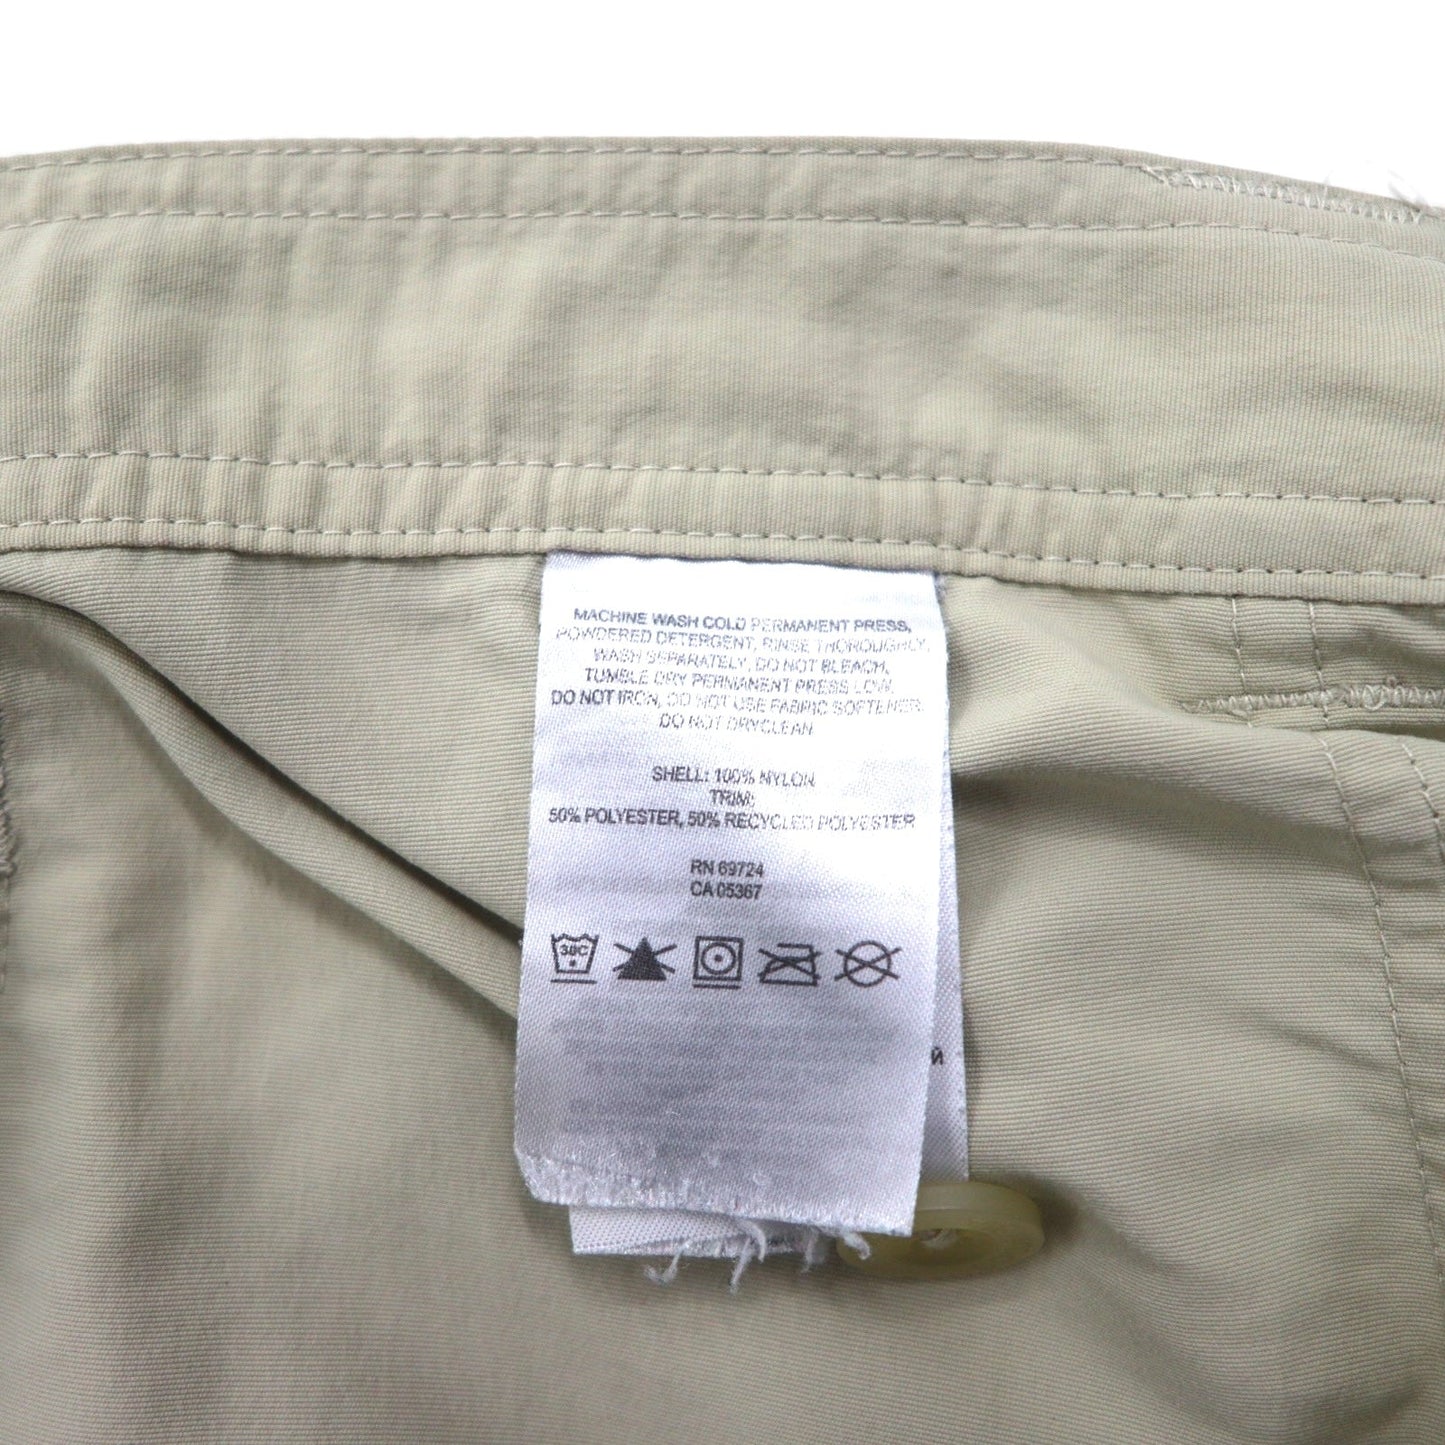 MACHINE WASH COLD PERMANENT PRESS,
POWDERED DETERGENT, RINSE THOROUGHLY,
WASH SEPARATELY, DO NOT BLEACH,
TUMBLE DRY PERMANENT PRESS LOW,
DO NOT IRON, DO NOT USE FABRIC SOFTENER.
DO NOT DRYCLEAN
SHELL: 100% NYLON
TRIM:
50% POLYESTER, 50% RECYCLED POLYESTER
RN 69724
CA 05367
30C
й